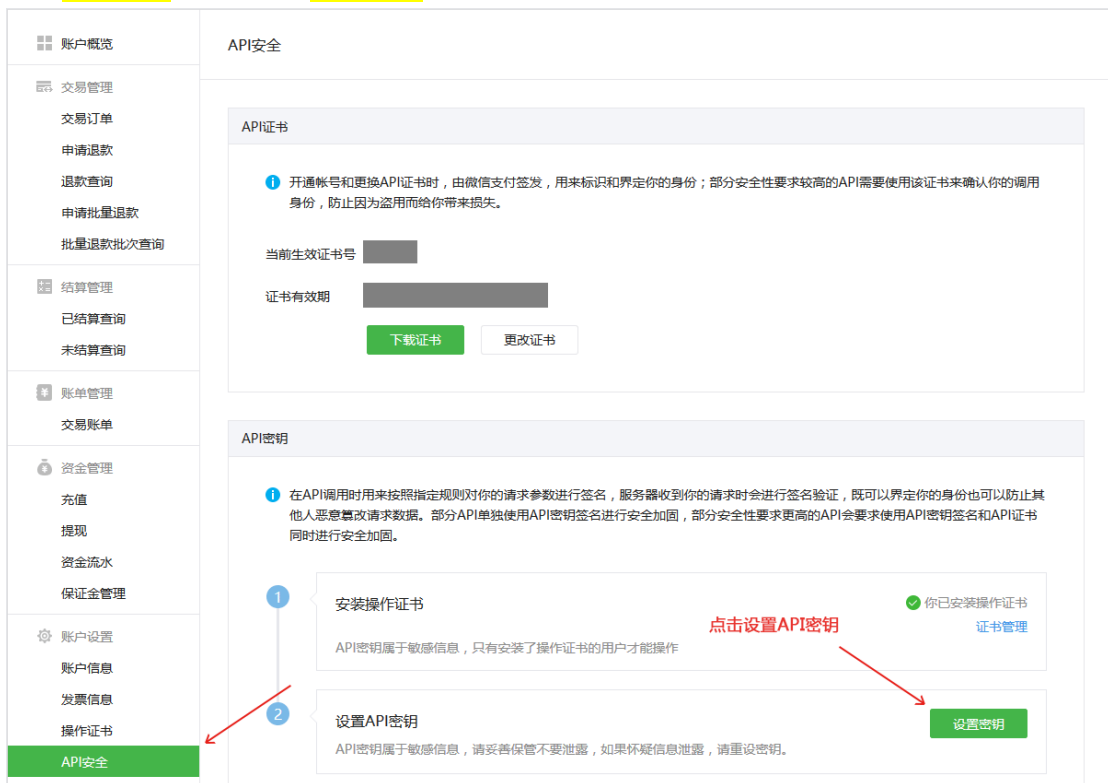 账户概览
API安全
交易管理
交易订单
申请退款
退款查询
申请批量退款
批量退款批次查询
结算管理
已结算查询
未结算查询
账单管理
交易账单
资金管理
充值
提现
资金流水
保证金管理
账户设置
账户信息
发票信息
操作证书
API安全
API证书
开通帐号和更换API证书时，由微信支付签发，用来标识和界定你的身份；部分安全性要求较高的API需要使用该证书来确认你的调用
身份，防止因为盗用而给你带来损失。
当前生效证书号
证书有效期
下载证书 更改证书
API密钥
在API调用时用来按照指定规则对你的请求参数进行签名，服务器收到你的请求时会进行签名验证，既可以界定你的身份也可以防止其
他人恶意篡改请求数据。部分API单独使用API密钥签名进行安全加固，部分安全性要求更高的API会要求使用API密钥签名和API证书
同时进行安全加固。
1
安装操作证书
你已安装操作证书
点击设置API密钥
证书管理
API密钥属于敏感信息，只有安装了操作证书的用户才能操作
2
设置API密钥
设置密钥
API密钥属于敏感信息，请妥善保管不要泄露，如果怀疑信息泄露，请重设密钥。